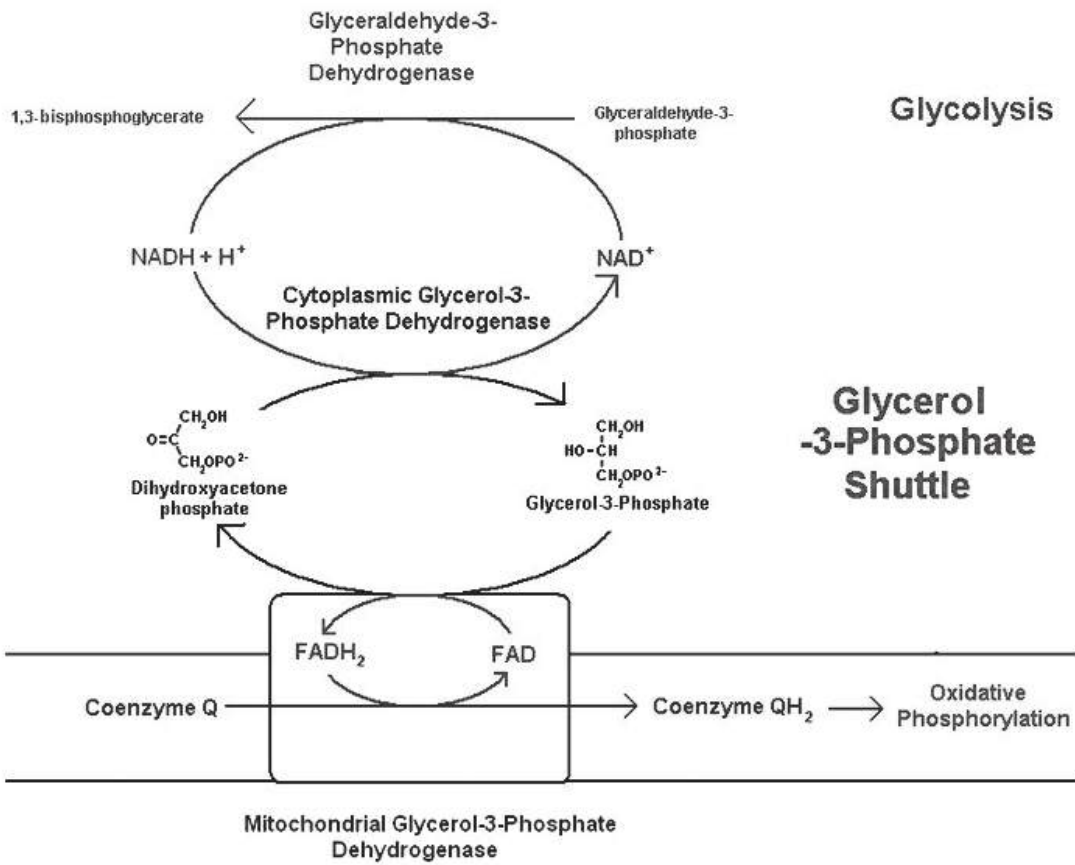 Glyceraldehyde-3-
Phosphate
Dehydrogenase
1,3-bisphosphoglycerate
Glyceraldehyde-3-
phosphate
Glycolysis
NADH + H⁺
NAD⁺
Cytoplasmic Glycerol-3-
Phosphate Dehydrogenase
CH₂OH
O=C
CH₂OPO²⁻
Dihydroxyacetone
phosphate
CH₂OH
HO-CH
CH₂OPO²⁻
Glycerol-3-Phosphate
Glycerol
-3-Phosphate
Shuttle
FADH₂
FAD
Coenzyme Q
Coenzyme QH₂
Oxidative
Phosphorylation
Mitochondrial Glycerol-3-Phosphate
Dehydrogenase